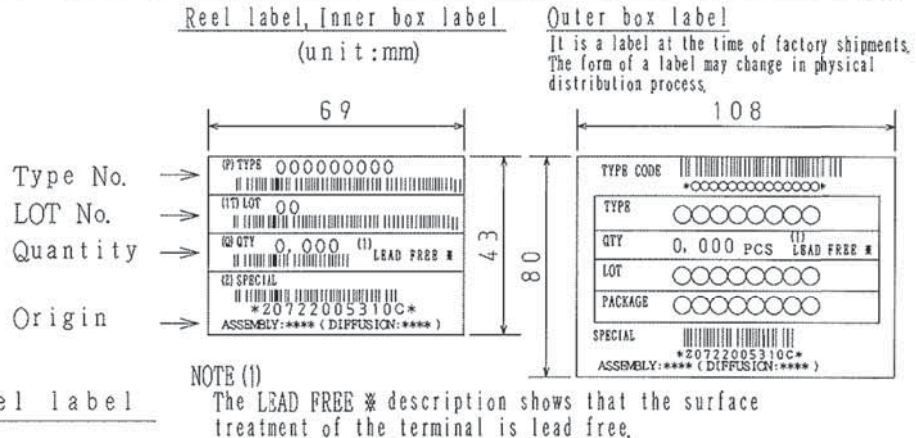 Reel label, Inner box label
(unit:mm)
Outer box label
It is a label at the time of factory shipments.
The form of a label may change in physical
distribution process.
69
108
Type No.
LOT No.
Quantity
Origin
(P) TYPE OOOOOOOOO
(1T) LOT OO
(Q) QTY 0,000 (1) LEAD FREE ※
(Z) SPECIAL
*Z0722005310C*
ASSEMBLY:**** (DIFFUSION:****)
43
80
TYPE CODE
*○○○○○○○○○○○○○○*
TYPE ○○○○○○○○
QTY 0,000 PCS (1) LEAD FREE ※
LOT ○○○○○○○○
PACKAGE ○○○○○○○○
SPECIAL
*Z0722005310C*
ASSEMBLY:**** (DIFFUSION:****)
el label
NOTE (1)
The LEAD FREE ※ description shows that the surface
treatment of the terminal is lead free.